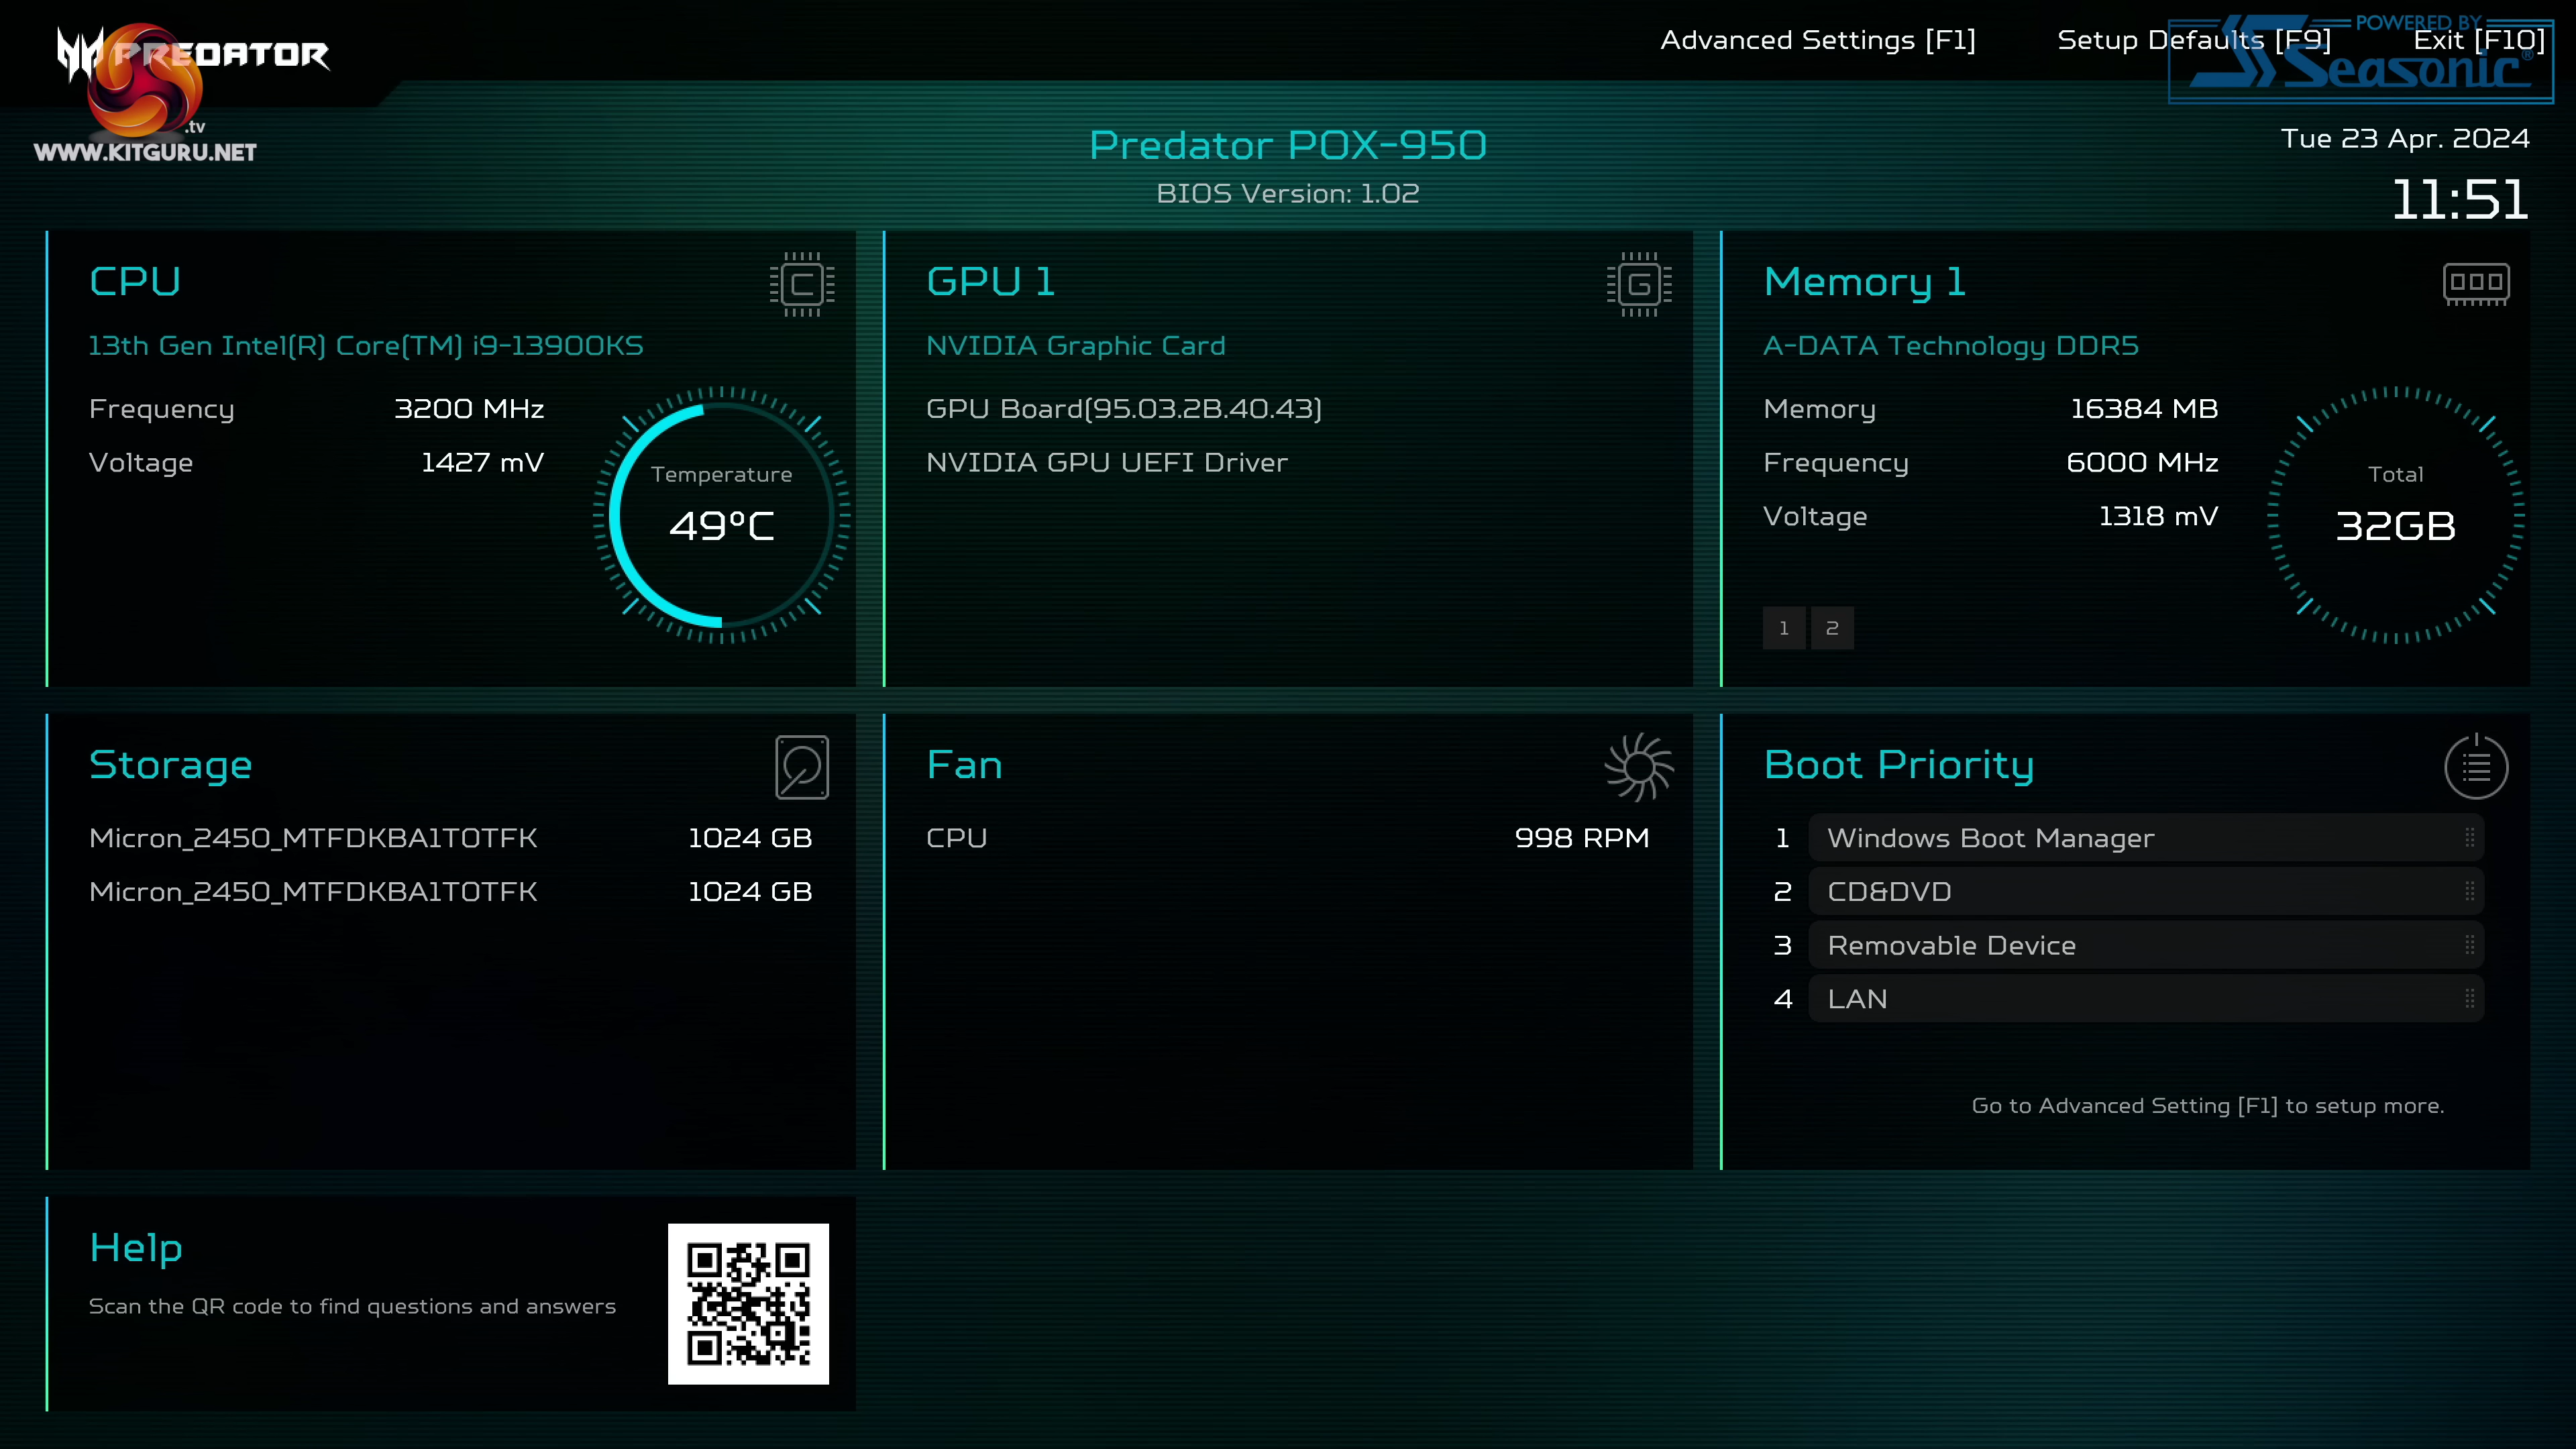 PREDATOR
.tv
WWW.KITGURU.NET
Advanced Settings [F1]
Setup Defaults [F9]
Exit [F10]
POWERED BY
Seasonic®
Predator POX-950
BIOS Version: 1.02
Tue 23 Apr. 2024
11:51
CPU
C
13th Gen Intel(R) Core(TM) i9-13900KS
Frequency 3200 MHz
Voltage 1427 mV
Temperature
49°C
GPU 1
G
NVIDIA Graphic Card
GPU Board(95.03.2B.40.43)
NVIDIA GPU UEFI Driver
Memory 1
A-DATA Technology DDR5
Memory 16384 MB
Frequency 6000 MHz
Voltage 1318 mV
Total
32GB
1 2
Storage
Micron_2450_MTFDKBA1T0TFK 1024 GB
Micron_2450_MTFDKBA1T0TFK 1024 GB
Fan
CPU 998 RPM
Boot Priority
1 Windows Boot Manager
2 CD&DVD
3 Removable Device
4 LAN
Go to Advanced Setting [F1] to setup more.
Help
Scan the QR code to find questions and answers